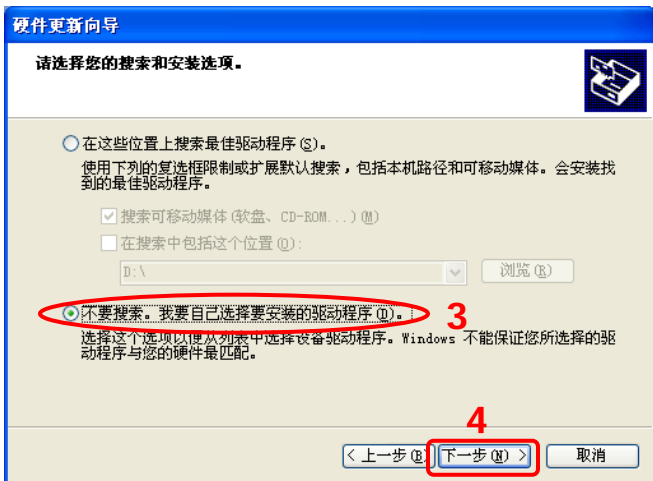 硬件更新向导
请选择您的搜索和安装选项。
在这些位置上搜索最佳驱动程序(S)。
使用下列的复选框限制或扩展默认搜索，包括本机路径和可移动媒体。会安装找
到的最佳驱动程序。
搜索可移动媒体(软盘、CD-ROM...)(M)
在搜索中包括这个位置(O):
D:\ 浏览(R)
不要搜索。我要自己选择要安装的驱动程序(D)。 3
选择这个选项以便从列表中选择设备驱动程序。Windows 不能保证您所选择的驱
动程序与您的硬件最匹配。
4
< 上一步(B) 下一步(N) > 取消